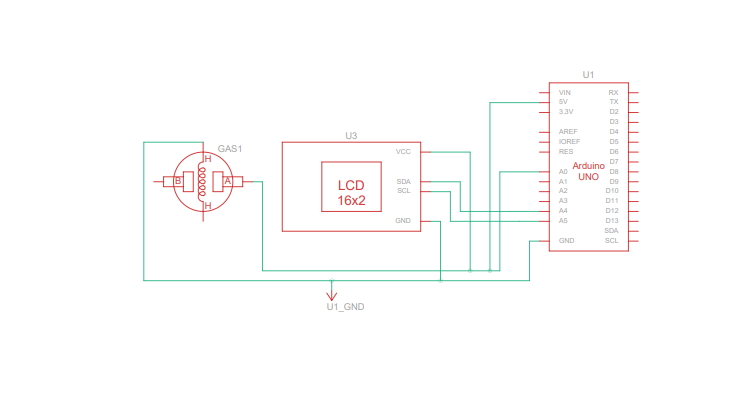 U1
VIN RX
5V TX
3.3V D2
D3
AREF D4
IOREF D5
RES D6
D7
A0 D8
A1 D9
A2 D10
A3 D11
A4 D12
A5 D13
SDA
GND SCL
Arduino
UNO
U3
VCC
SDA
SCL
GND
LCD
16x2
GAS1
H
B A
H
U1_GND